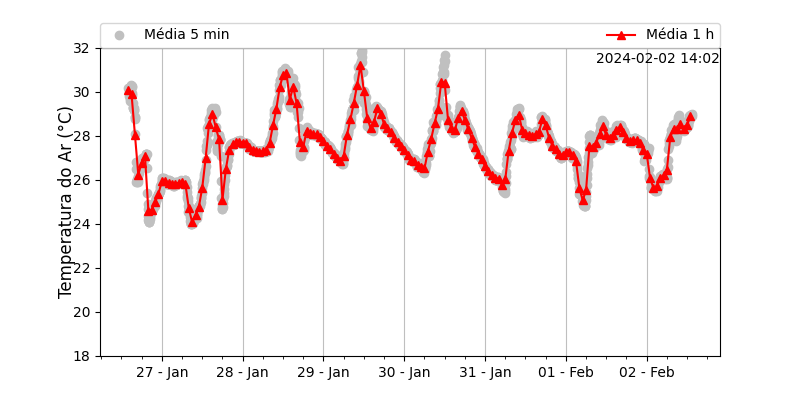 Média 5 min
Média 1 h
2024-02-02 14:02
Temperatura do Ar (°C)
32
30
28
26
24
22
20
18
27 - Jan
28 - Jan
29 - Jan
30 - Jan
31 - Jan
01 - Feb
02 - Feb